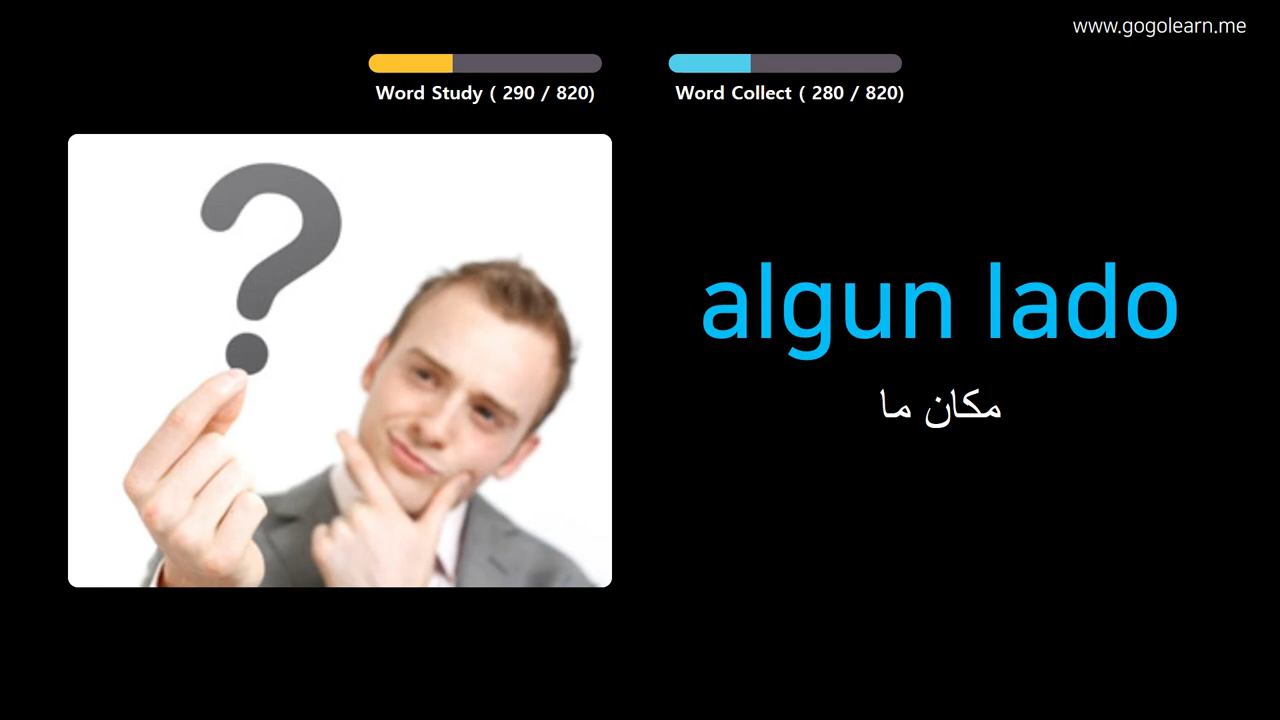 www.gogolearn.me
Word Study ( 290 / 820)
Word Collect ( 280 / 820)
?
algun lado
مكان ما